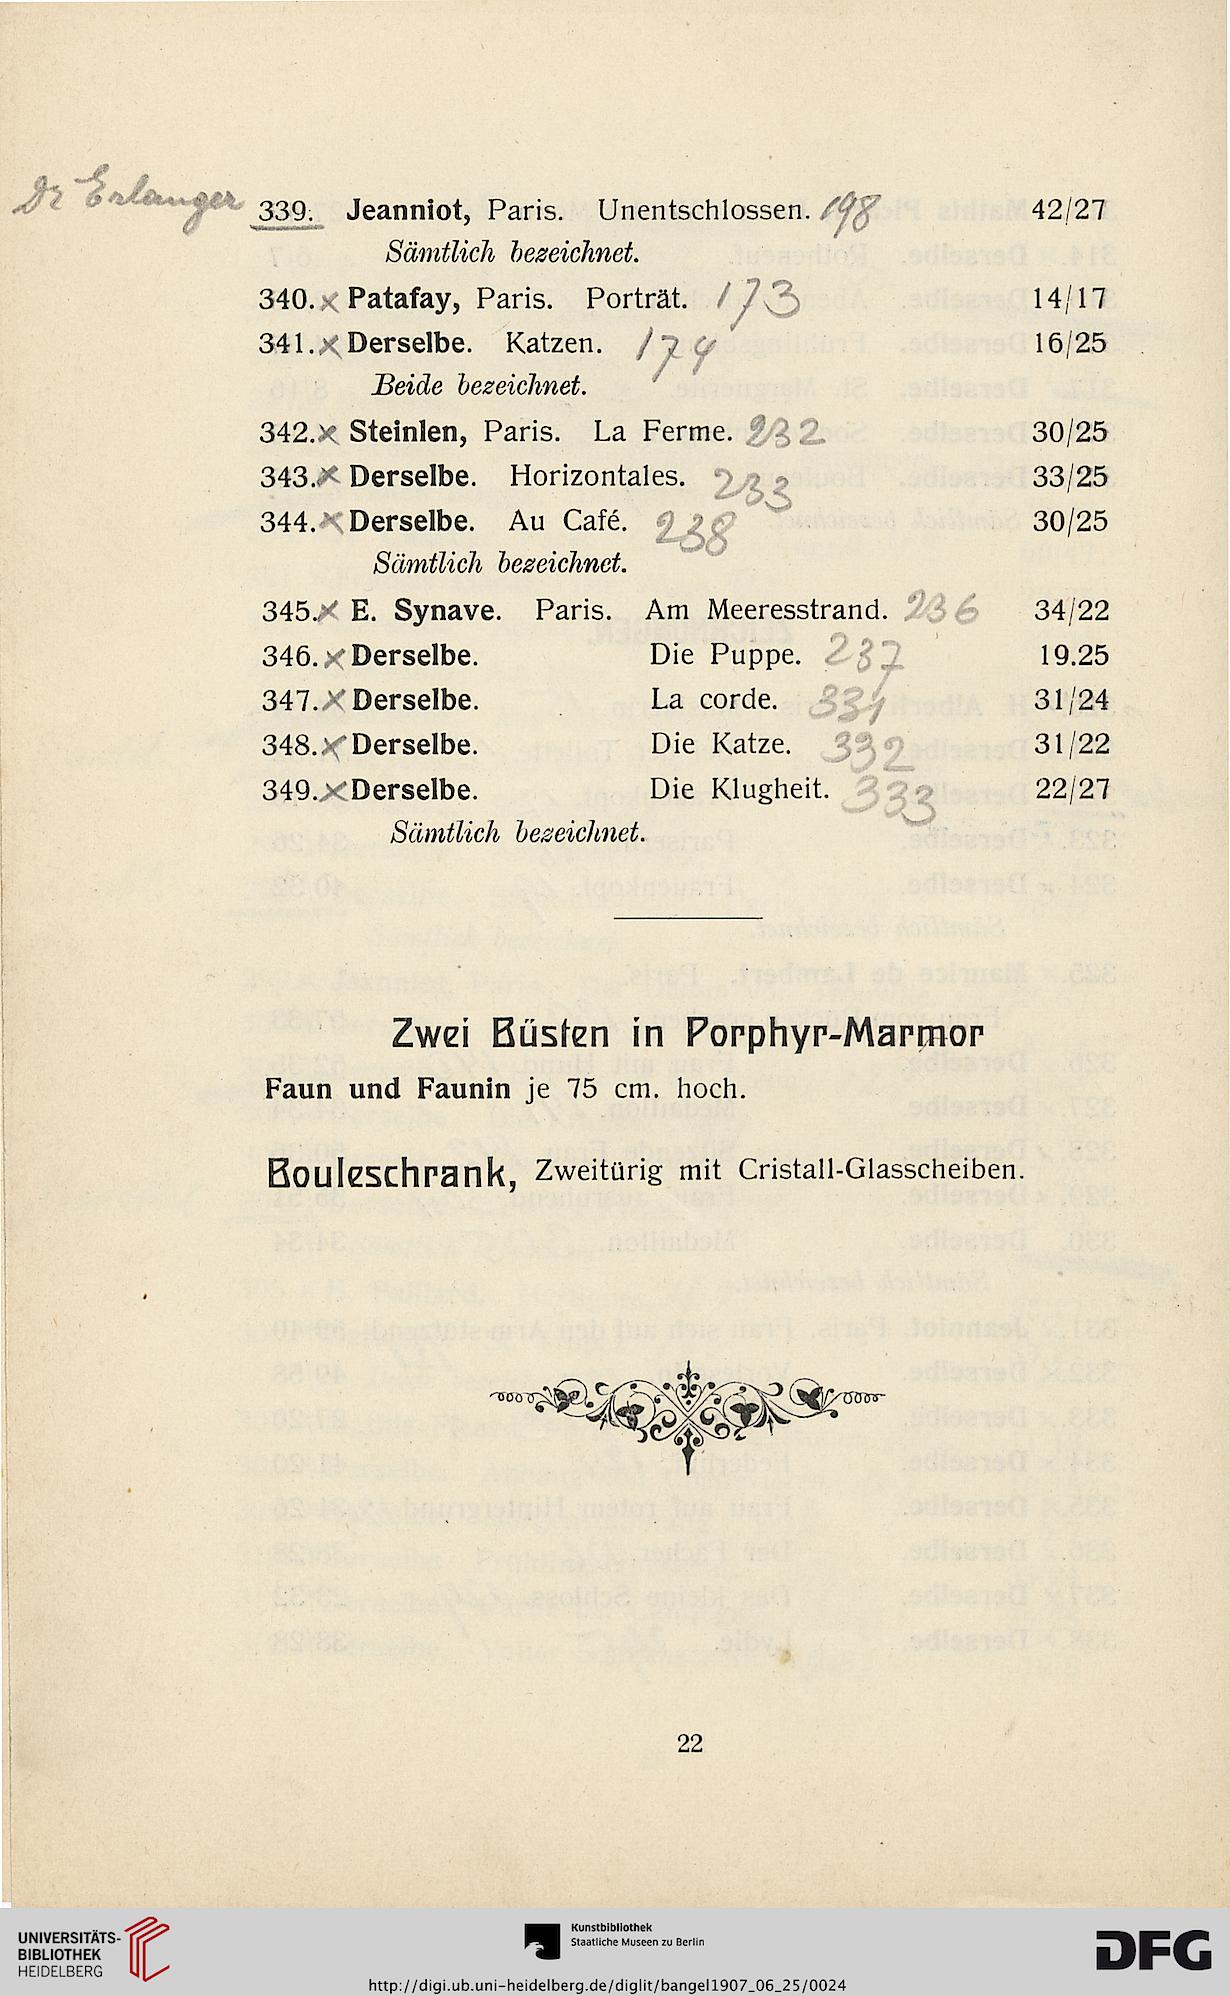 Dr Erlanger 339. Jeanniot, Paris. Unentschlossen. 198 42/27
Sämtlich bezeichnet.
340. x Patafay, Paris. Porträt. 173 14/17
341. x Derselbe. Katzen. 174 16/25
Beide bezeichnet.
342. x Steinlen, Paris. La Ferme. 232 30/25
343. x Derselbe. Horizontales. 233 33/25
344. x Derselbe. Au Café. 238 30/25
Sämtlich bezeichnet.
345. x E. Synave. Paris. Am Meeresstrand. 236 34/22
346. x Derselbe. Die Puppe. 237 19.25
347. x Derselbe. La corde. 331 31/24
348. x Derselbe. Die Katze. 332 31/22
349. x Derselbe. Die Klugheit. 333 22/27
Sämtlich bezeichnet.
Zwei Büsten in Porphyr-Marmor
Faun und Faunin je 75 cm. hoch.
Bouleschrank, Zweitürig mit Cristall-Glasscheiben.
22
UNIVERSITÄTS-
BIBLIOTHEK
HEIDELBERG
Kunstbibliothek
Staatliche Museen zu Berlin
DFG
http://digi.ub.uni-heidelberg.de/diglit/bangel1907_06_25/0024